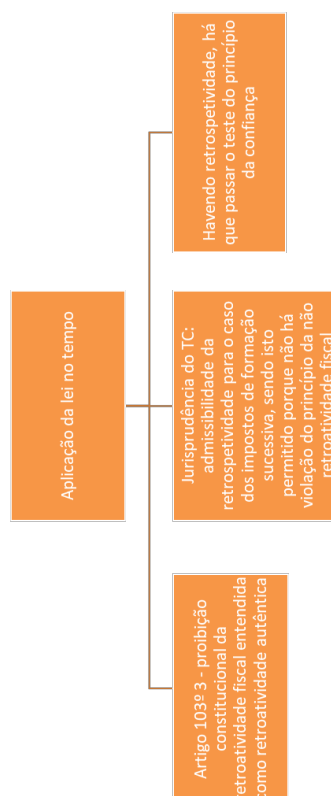 Aplicação da lei no tempo
Artigo 103º 3 - proibição
constitucional da
retroatividade fiscal entendida
como retroatividade autêntica
Jurisprudência do TC:
admissibilidade da
retrospetividade para o caso
dos impostos de formação
sucessiva, sendo isto
permitido porque não há
violação do princípio da não
retroatividade fiscal
Havendo retrospetividade, há
que passar o teste do princípio
da confiança